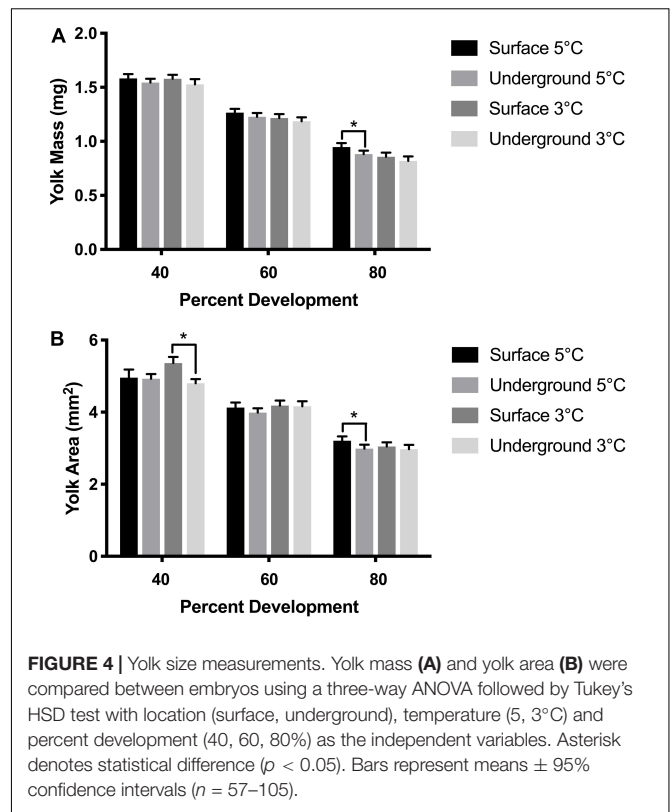 A
2.0
1.5
1.0
0.5
0.0
Yolk Mass (mg)
*
40 60 80
Percent Development
Surface 5°C
Underground 5°C
Surface 3°C
Underground 3°C
B
6
4
2
0
Yolk Area (mm²)
*
*
40 60 80
Percent Development
Surface 5°C
Underground 5°C
Surface 3°C
Underground 3°C
FIGURE 4 | Yolk size measurements. Yolk mass (A) and yolk area (B) were
compared between embryos using a three-way ANOVA followed by Tukey's
HSD test with location (surface, underground), temperature (5, 3°C) and
percent development (40, 60, 80%) as the independent variables. Asterisk
denotes statistical difference (p < 0.05). Bars represent means ± 95%
confidence intervals (n = 57–105).